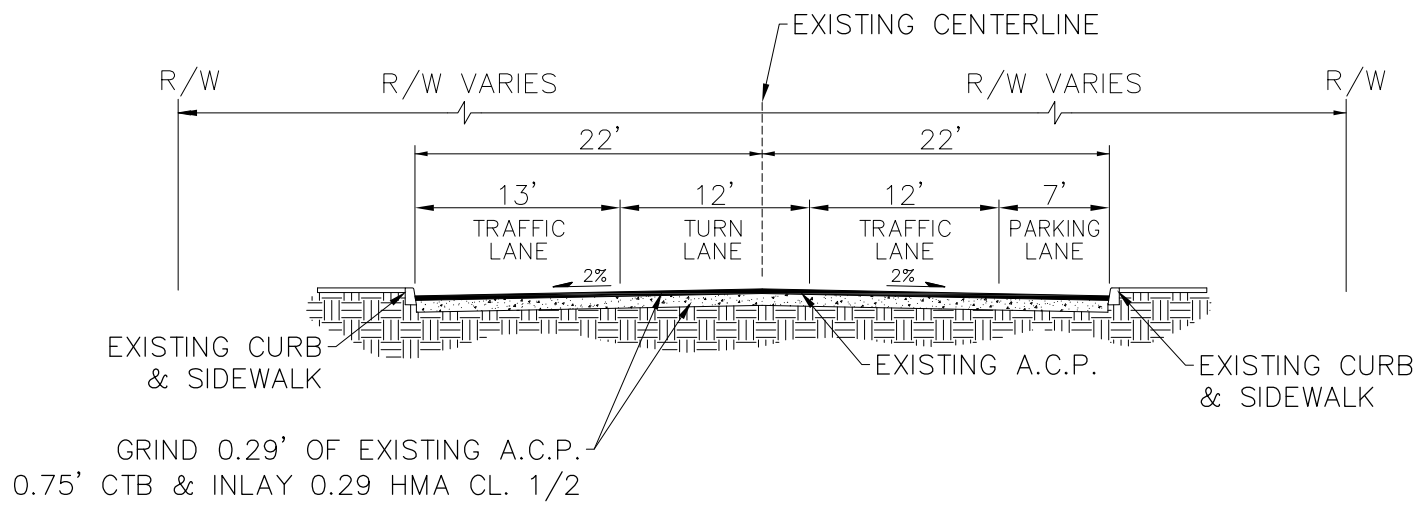 EXISTING CENTERLINE
R/W
R/W VARIES
R/W VARIES
R/W
22'
22'
13'
12'
12'
7'
TRAFFIC
LANE
TURN
LANE
TRAFFIC
LANE
PARKING
LANE
2%
2%
EXISTING CURB
& SIDEWALK
EXISTING A.C.P.
EXISTING CURB
& SIDEWALK
GRIND 0.29' OF EXISTING A.C.P.
0.75' CTB & INLAY 0.29 HMA CL. 1/2